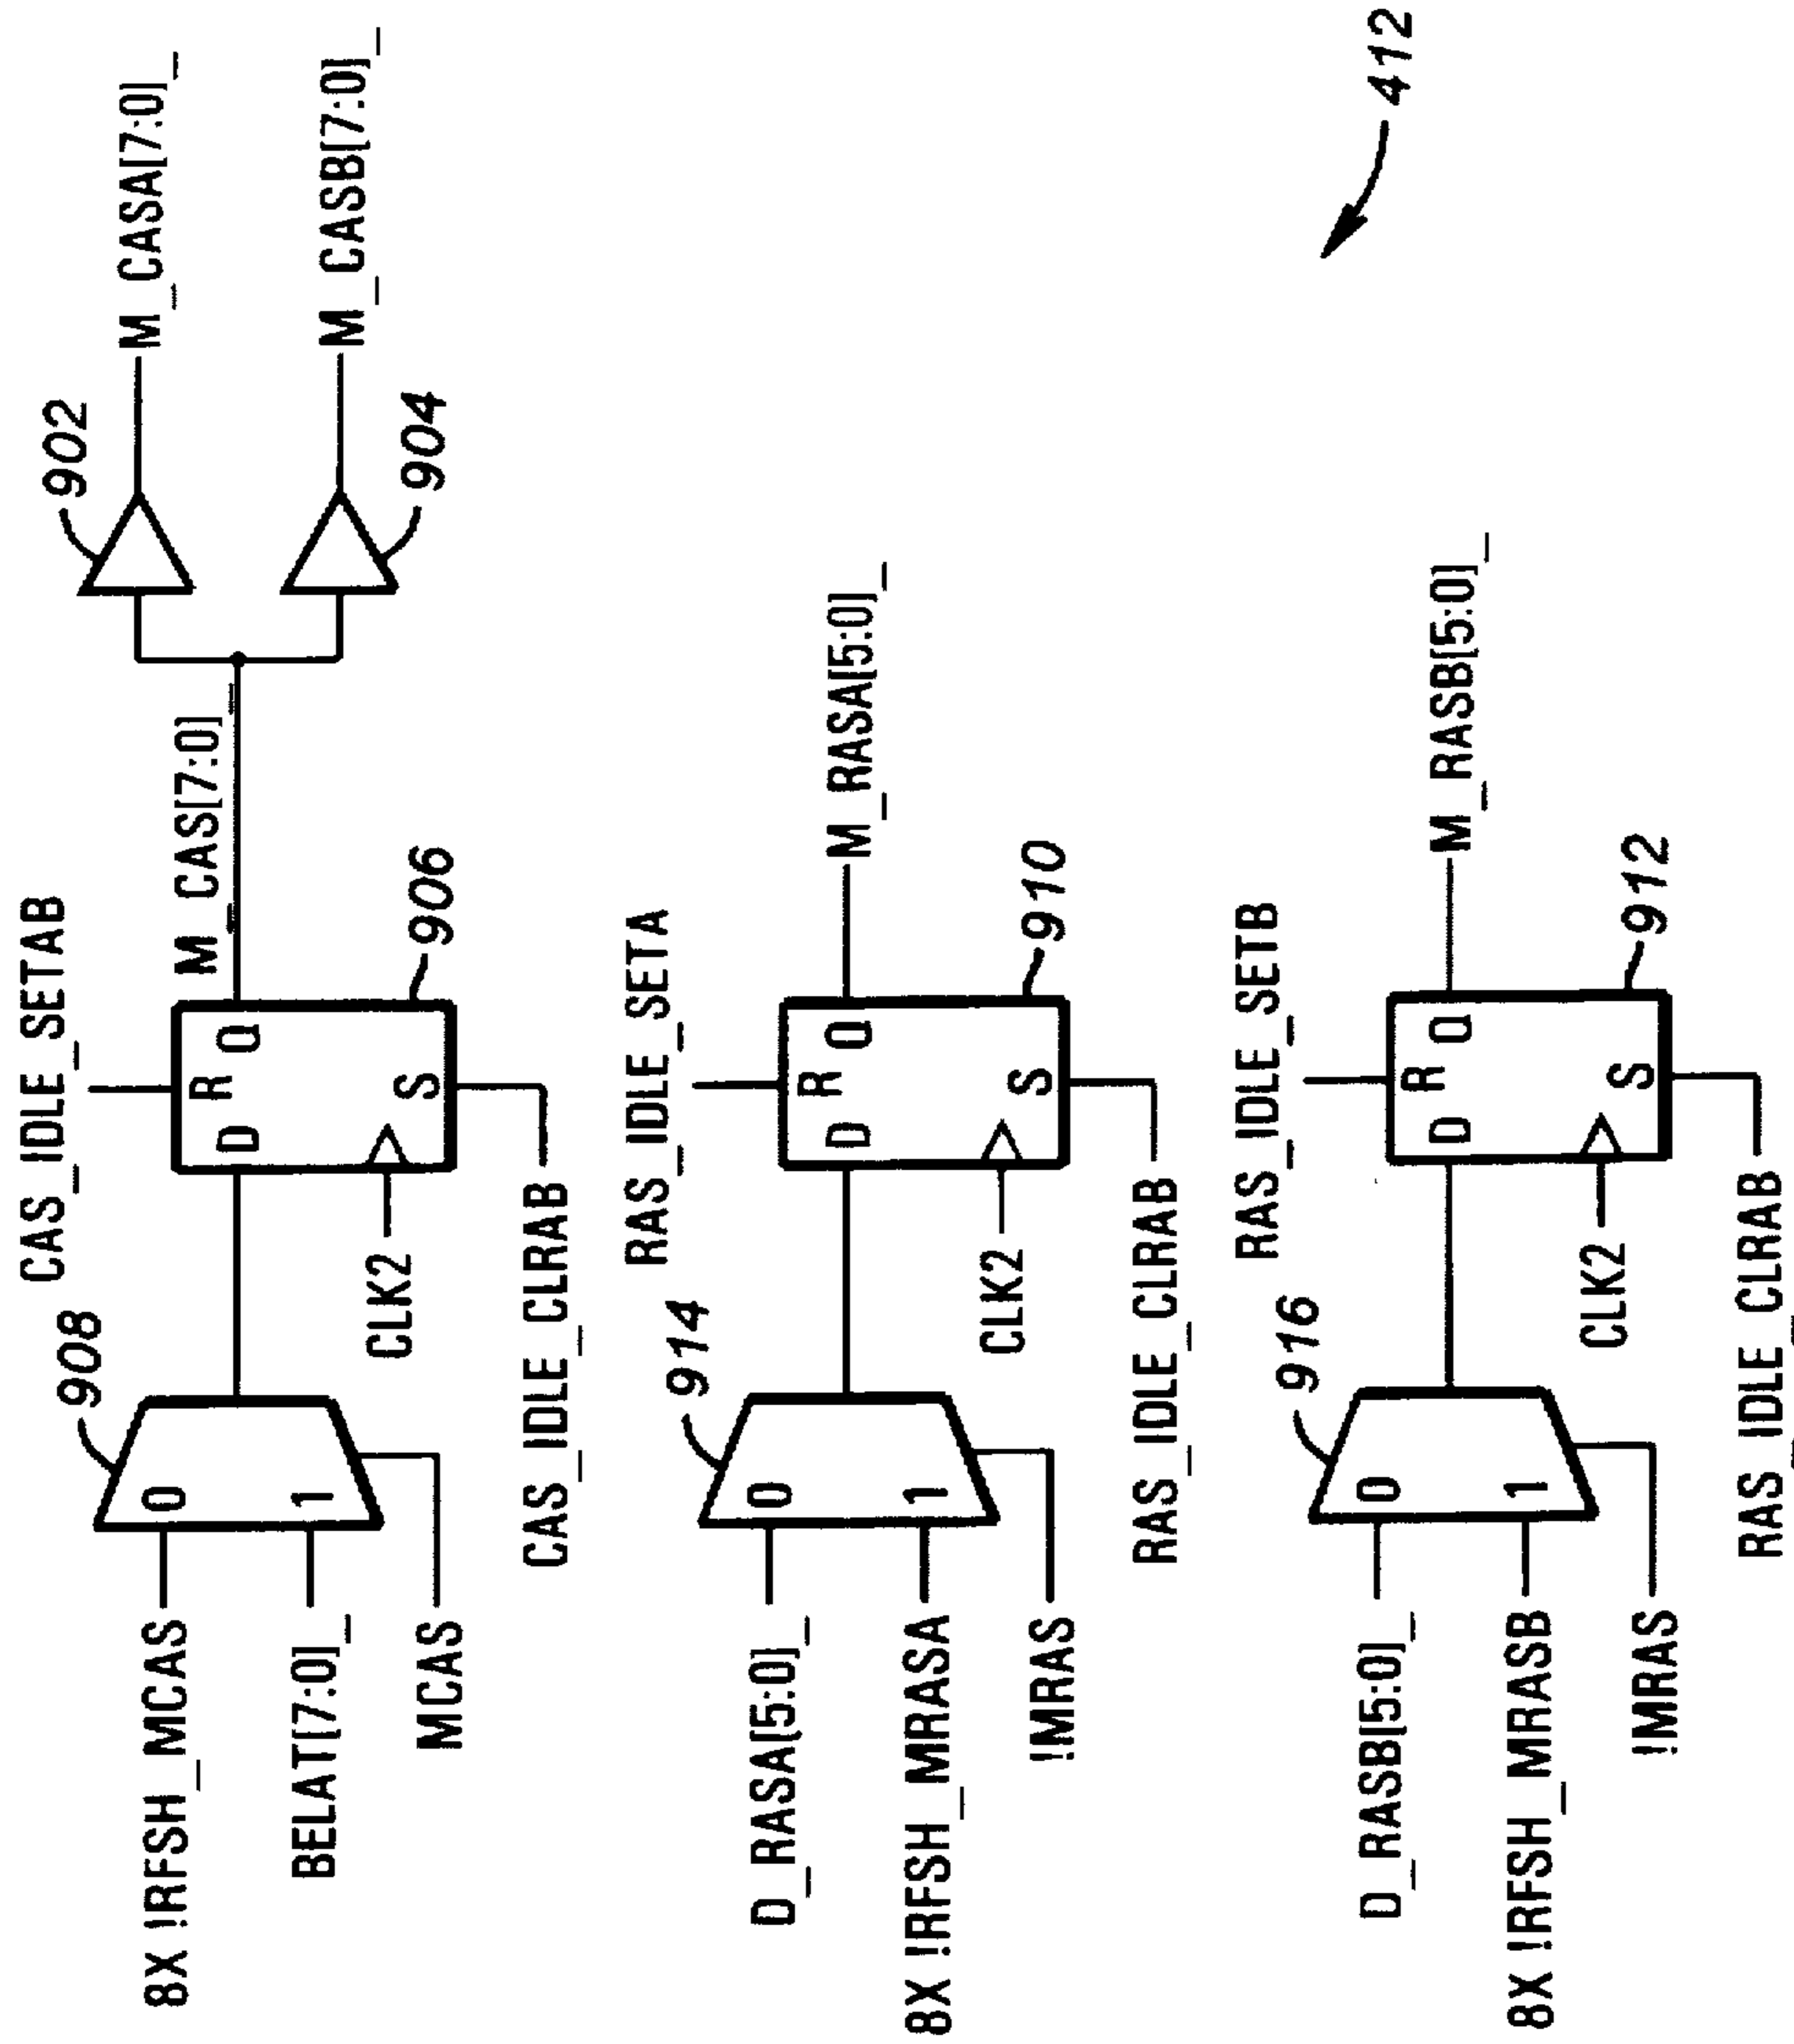 CAS_IDLE_SETAB
908
8X !RFSH_MCAS
0
BELAT[7:0]_
1
MCAS
D
R
Q
S
CLK2
906
CAS_IDLE_CLRAB
M_CAS[7:0]_
902
M_CASA[7:0]_
904
M_CASB[7:0]_
RAS_IDLE_SETA
914
D_RASA[5:0]_
0
8X !RFSH_MRASA
1
!MRAS
D
R
Q
S
CLK2
910
RAS_IDLE_CLRAB
M_RASA[5:0]_
RAS_IDLE_SETB
916
D_RASB[5:0]_
0
8X !RFSH_MRASB
1
!MRAS
D
R
Q
S
CLK2
912
RAS_IDLE_CLRAB
M_RASB[5:0]_
412